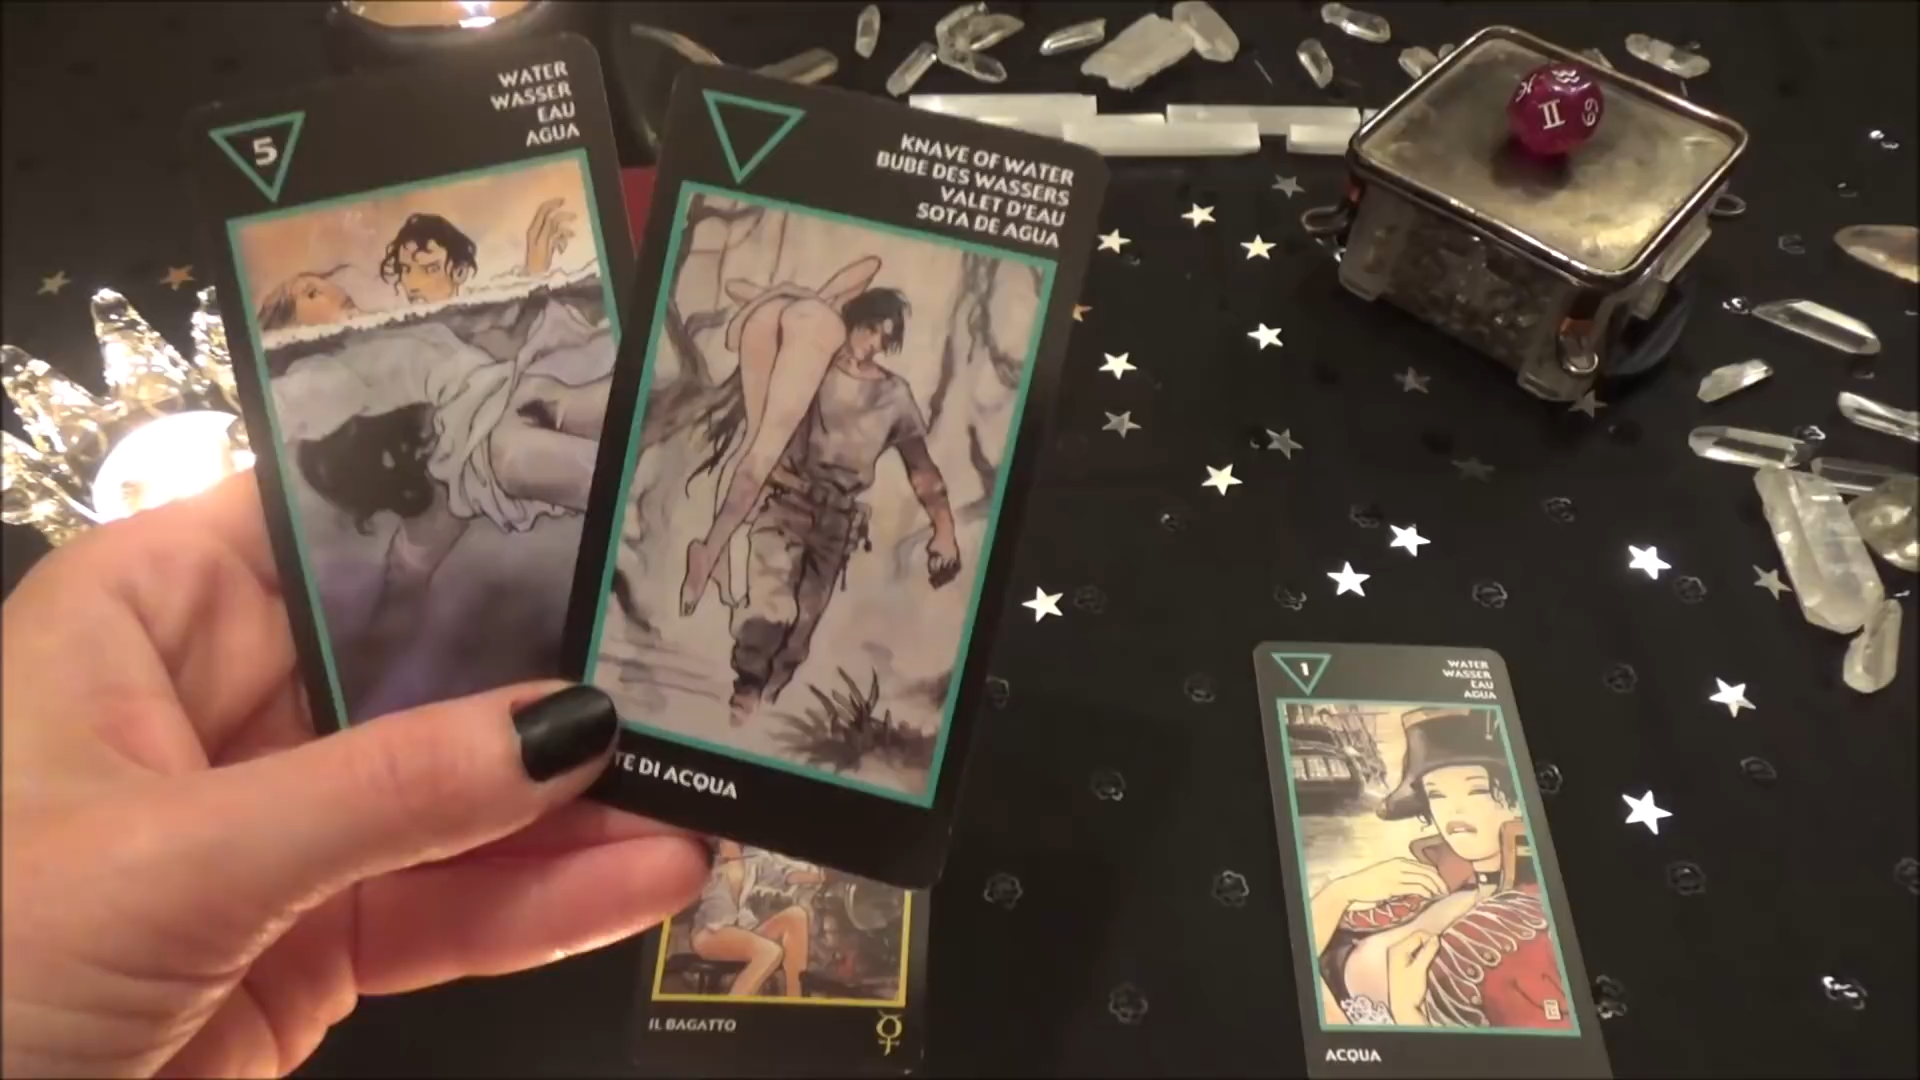 5
WATER
WASSER
EAU
AGUA
KNAVE OF WATER
BUBE DES WASSERS
VALET D'EAU
SOTA DE AGUA
TE DI ACQUA
IL BAGATTO
1
WATER
WASSER
EAU
AGUA
ACQUA